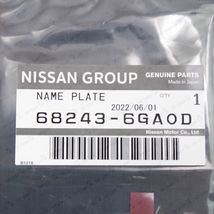 NISSAN GROUP
GENUINE PARTS
Made in Japan
NAME PLATE
QTY
1
2022/06/01
68243-6GA0D
Nissan Motor Co., Ltd.
B1218